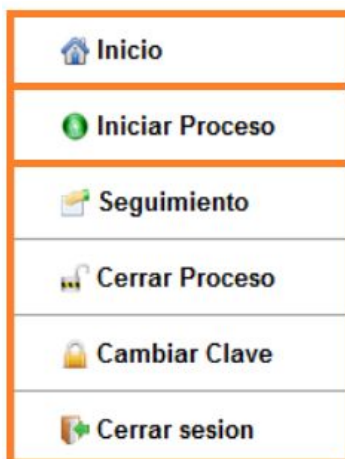 Inicio
Iniciar Proceso
Seguimiento
Cerrar Proceso
Cambiar Clave
Cerrar sesion